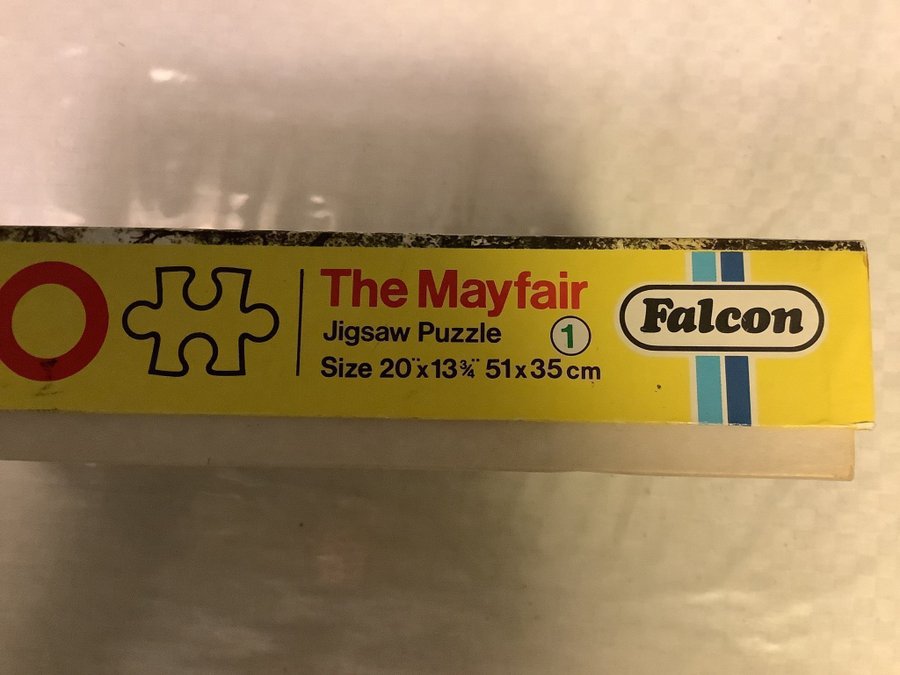 The Mayfair
Jigsaw Puzzle
1
Size 20"x13¾" 51x35cm
Falcon